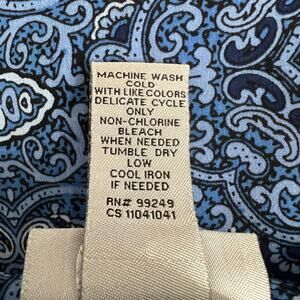 MACHINE WASH
COLD
WITH LIKE COLORS
DELICATE CYCLE
ONLY
NON-CHLORINE
BLEACH
WHEN NEEDED
TUMBLE DRY
LOW
COOL IRON
IF NEEDED
RN# 99249
CS 11041041